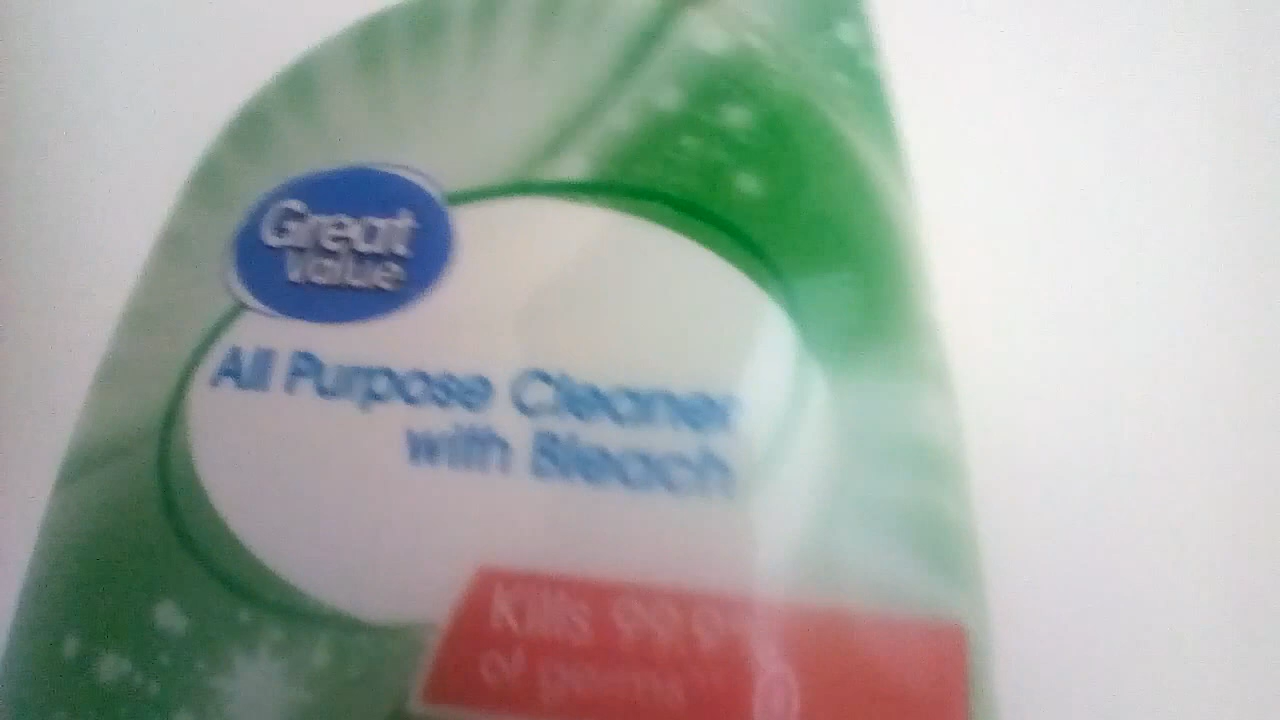 Great
Value
All Purpose Cleaner
with Bleach
Kills 99.9%
of germs